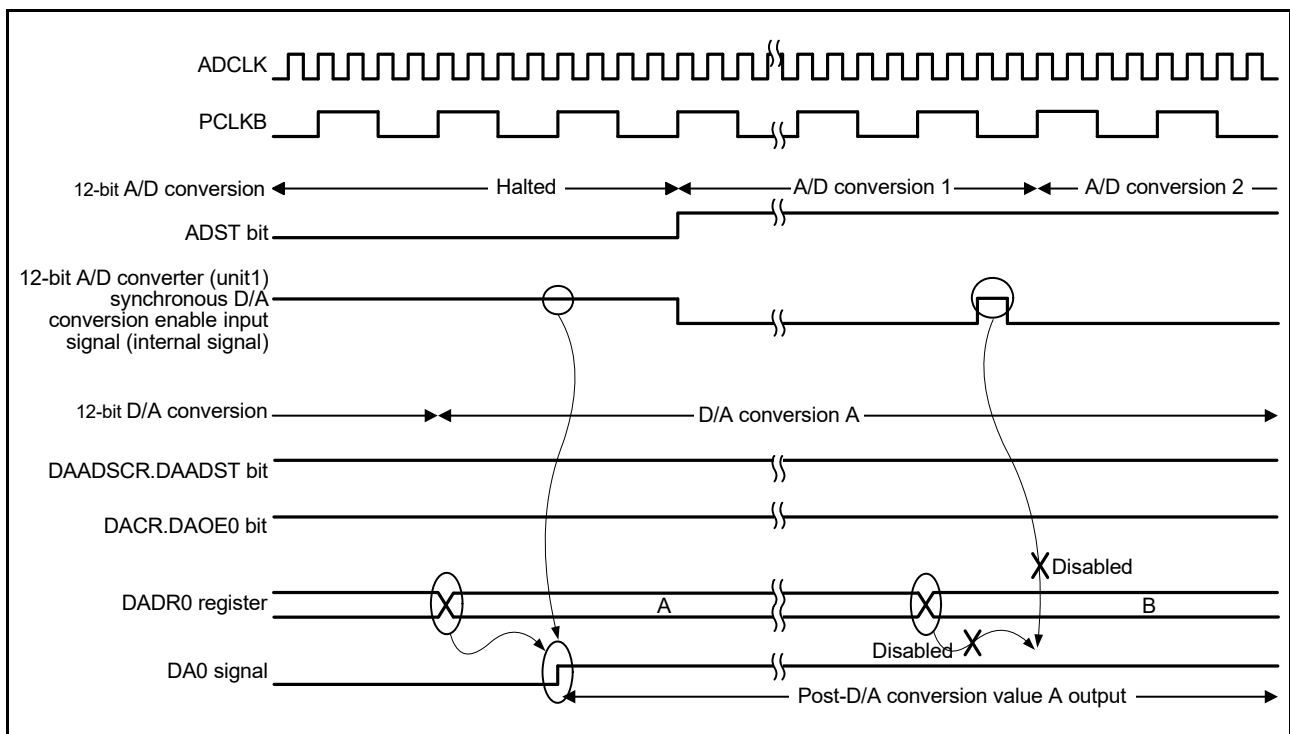 ADCLK
PCLKB
12-bit A/D conversion
Halted
A/D conversion 1
A/D conversion 2
ADST bit
12-bit A/D converter (unit1)
synchronous D/A
conversion enable input
signal (internal signal)
12-bit D/A conversion
D/A conversion A
DAADSCR.DAADST bit
DACR.DAOE0 bit
Disabled
DADR0 register
A
B
Disabled
DA0 signal
Post-D/A conversion value A output